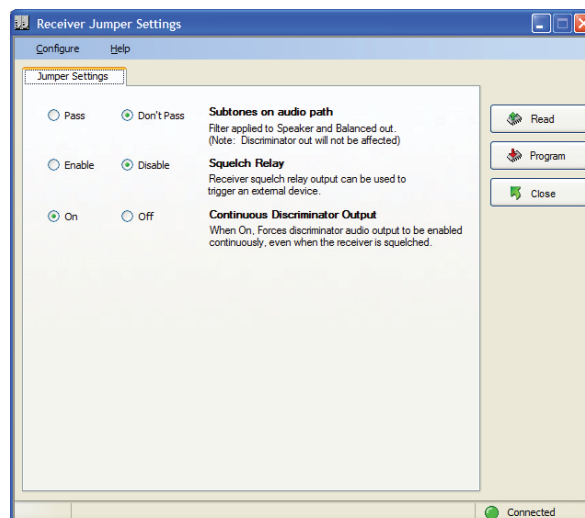 Receiver Jumper Settings
Configure Help
Jumper Settings
Pass Don't Pass Subtones on audio path
Filter applied to Speaker and Balanced out.
(Note: Discriminator out will not be affected)
Enable Disable Squelch Relay
Receiver squelch relay output can be used to
trigger an external device.
On Off Continuous Discriminator Output
When On, Forces discriminator audio output to be enabled
continuously, even when the receiver is squelched.
Read
Program
Close
Connected